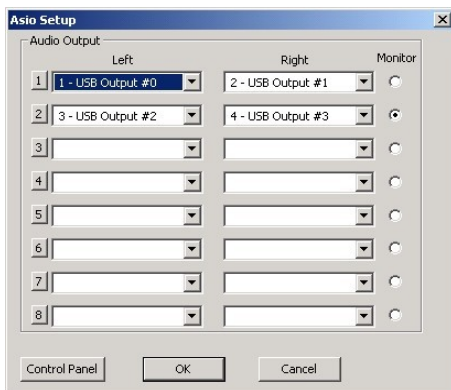 Asio Setup
Audio Output
Left Right Monitor
1 1 - USB Output #0 2 - USB Output #1
2 3 - USB Output #2 4 - USB Output #3
3
4
5
6
7
8
Control Panel OK Cancel